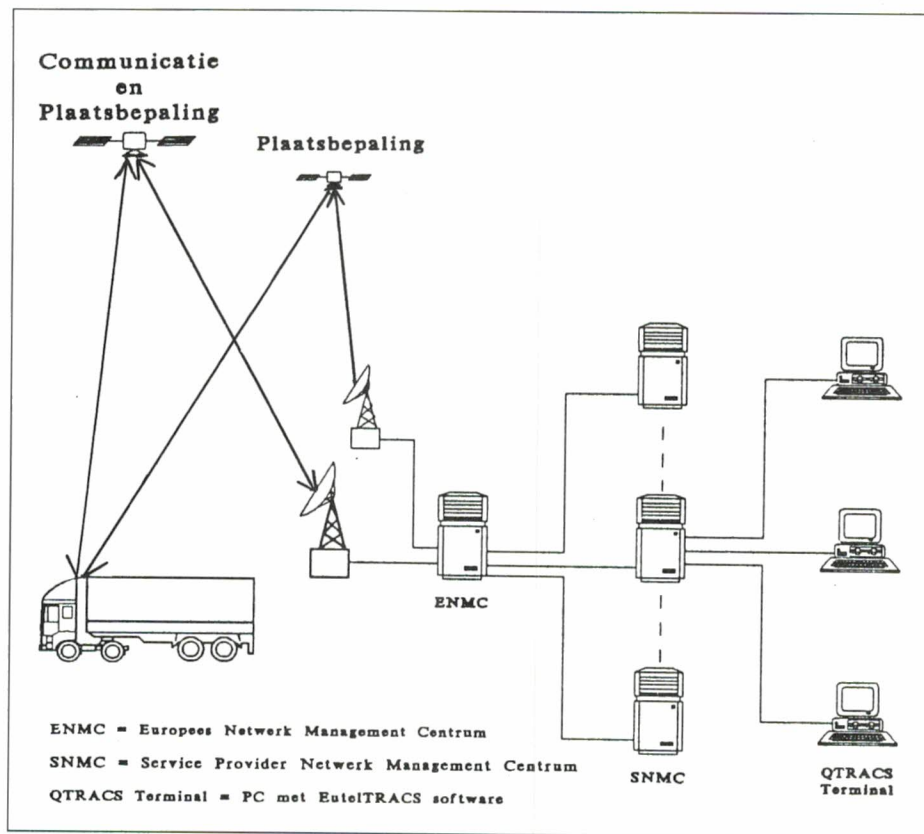 Communicatie
en
Plaatsbepaling
Plaatsbepaling
ENMC
SNMC
QTRACS
Terminal
ENMC = Europees Netwerk Management Centrum
SNMC = Service Provider Netwerk Management Centrum
QTRACS Terminal = PC met EutelTRACS software